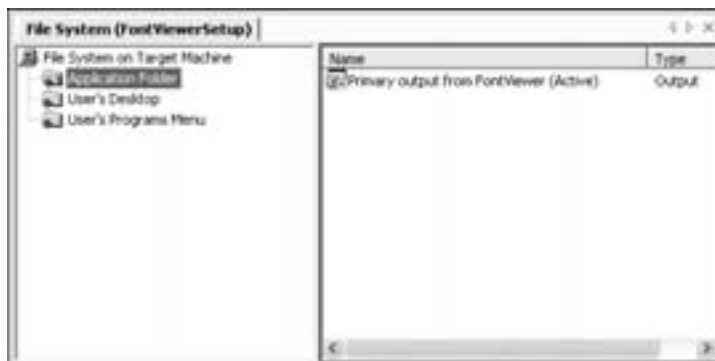 File System (FontViewerSetup)
File System on Target Machine
Application Folder
User's Desktop
User's Programs Menu
Name Type
Primary output from FontViewer (Active) Output